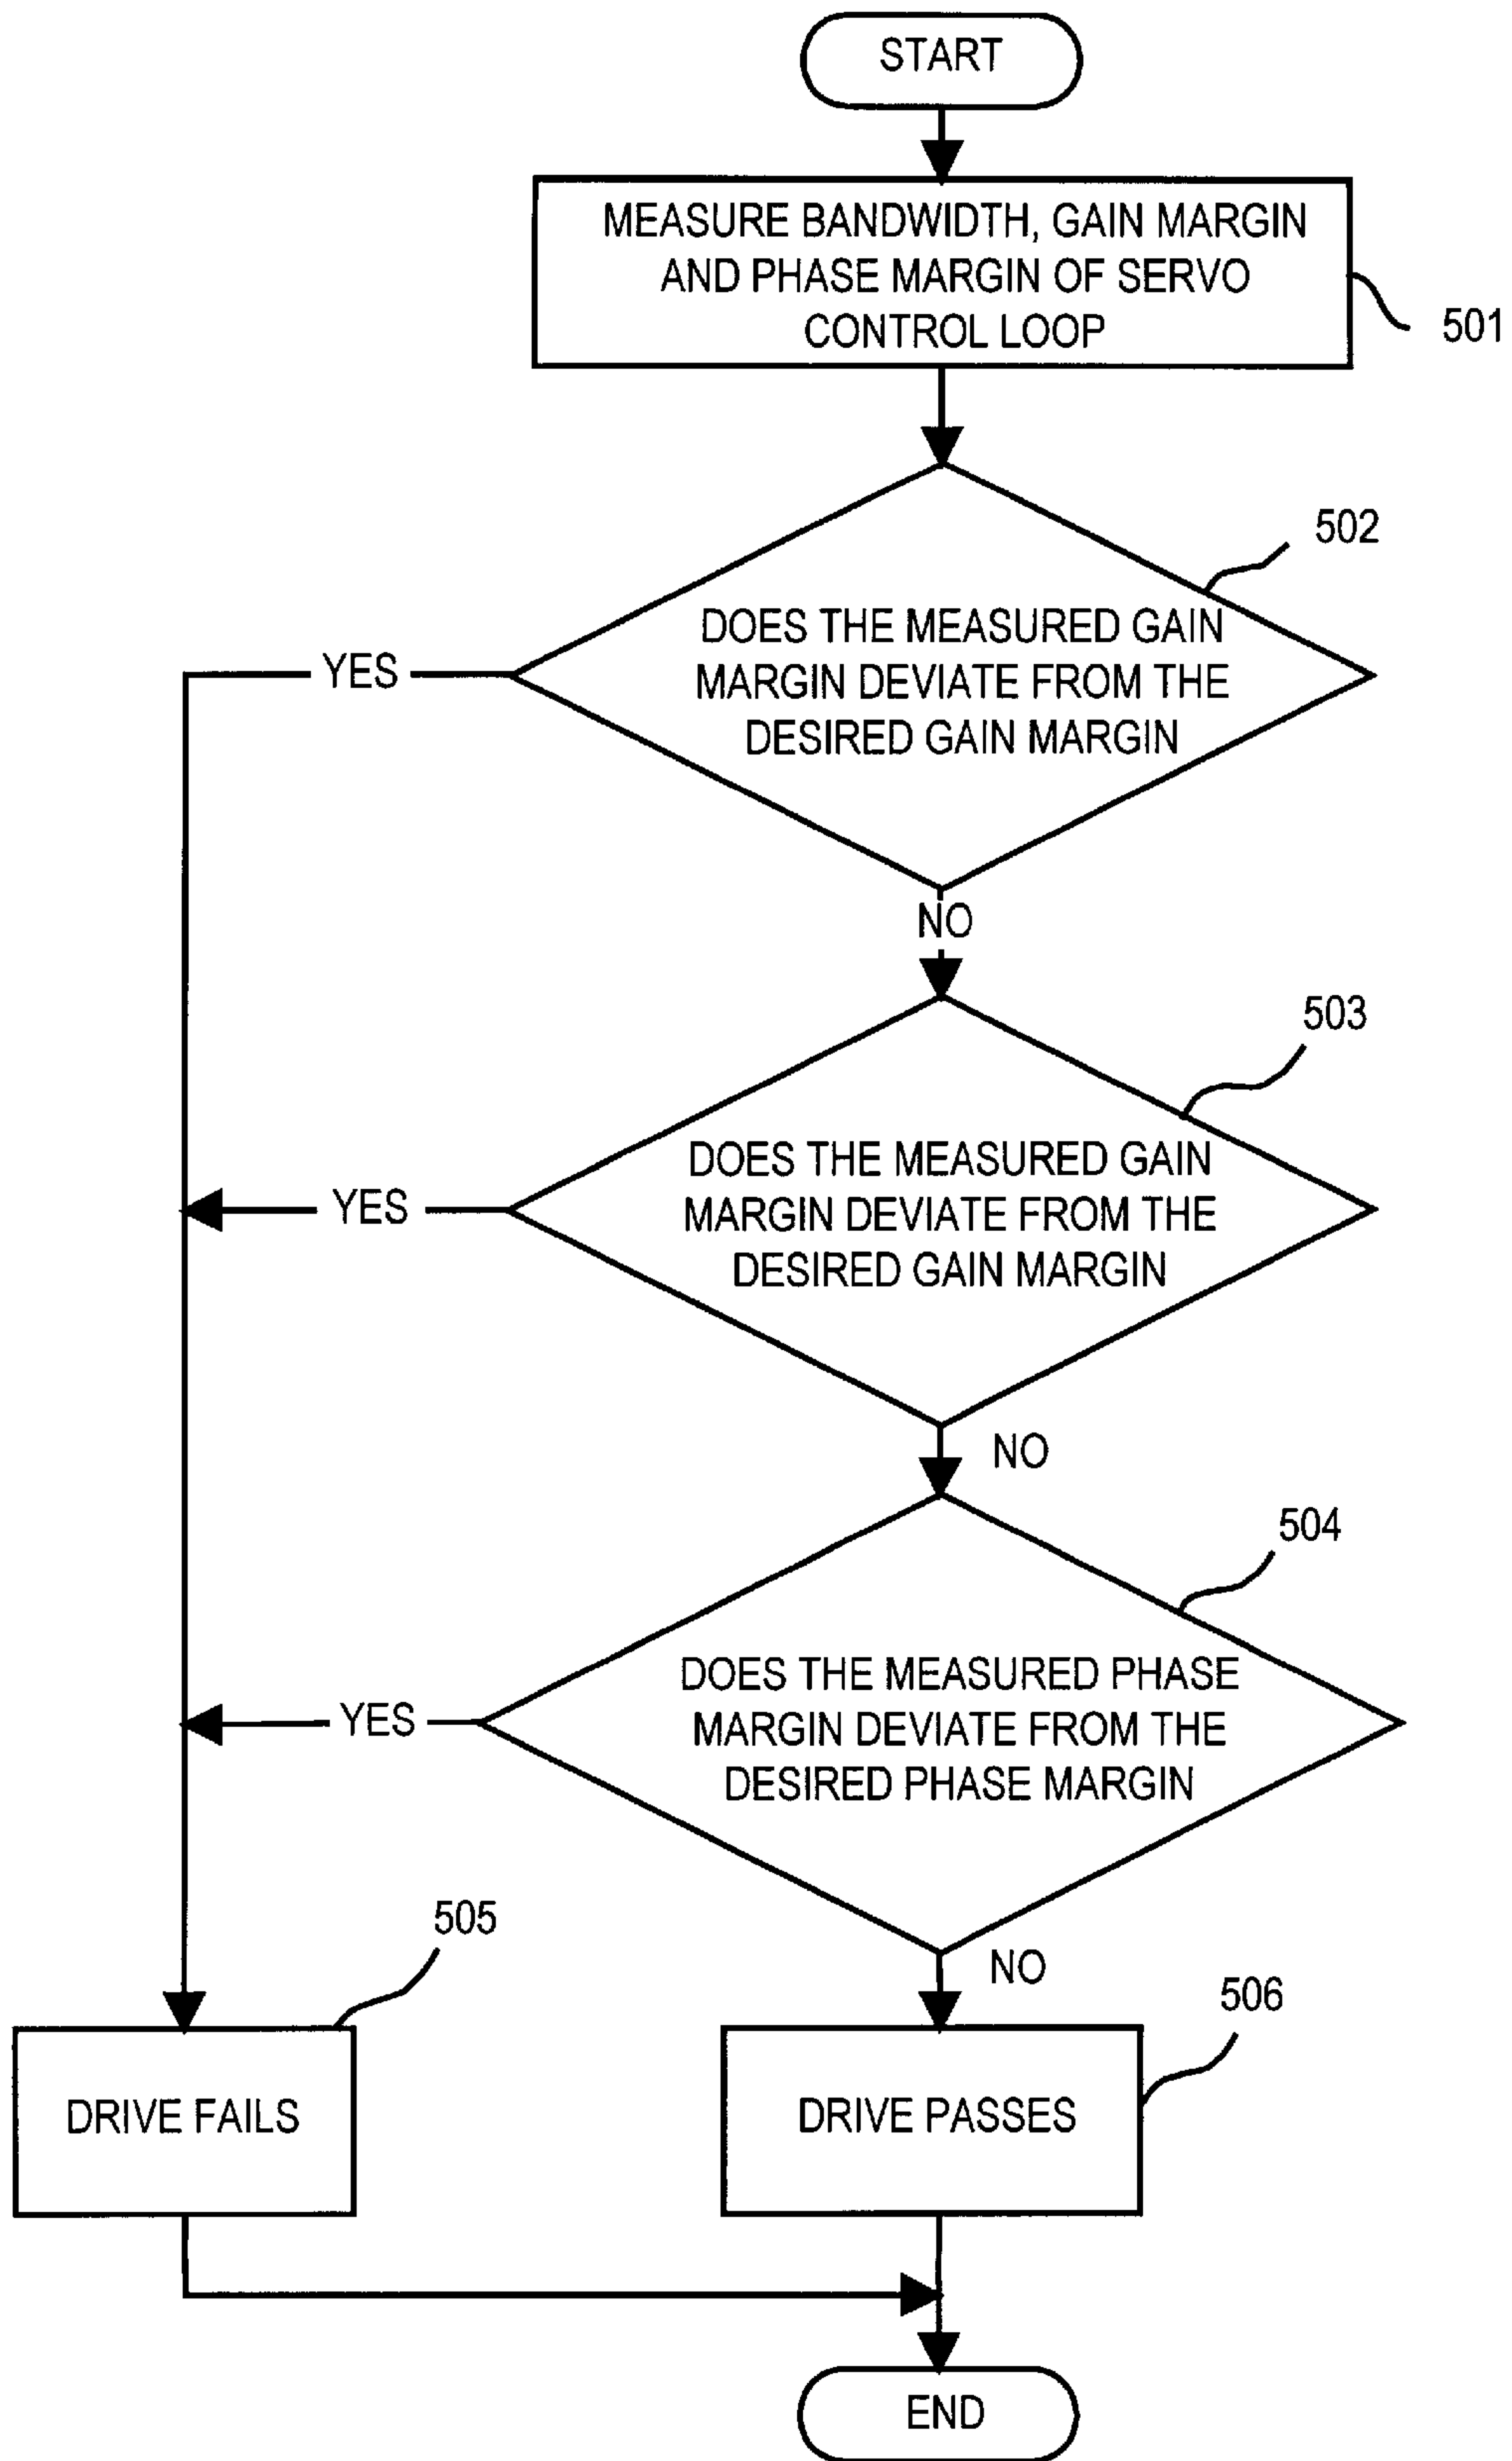 START
MEASURE BANDWIDTH, GAIN MARGIN
AND PHASE MARGIN OF SERVO
CONTROL LOOP
501
502
DOES THE MEASURED GAIN
MARGIN DEVIATE FROM THE
DESIRED GAIN MARGIN
YES
NO
503
DOES THE MEASURED GAIN
MARGIN DEVIATE FROM THE
DESIRED GAIN MARGIN
YES
NO
504
DOES THE MEASURED PHASE
MARGIN DEVIATE FROM THE
DESIRED PHASE MARGIN
YES
NO
505
506
DRIVE FAILS
DRIVE PASSES
END